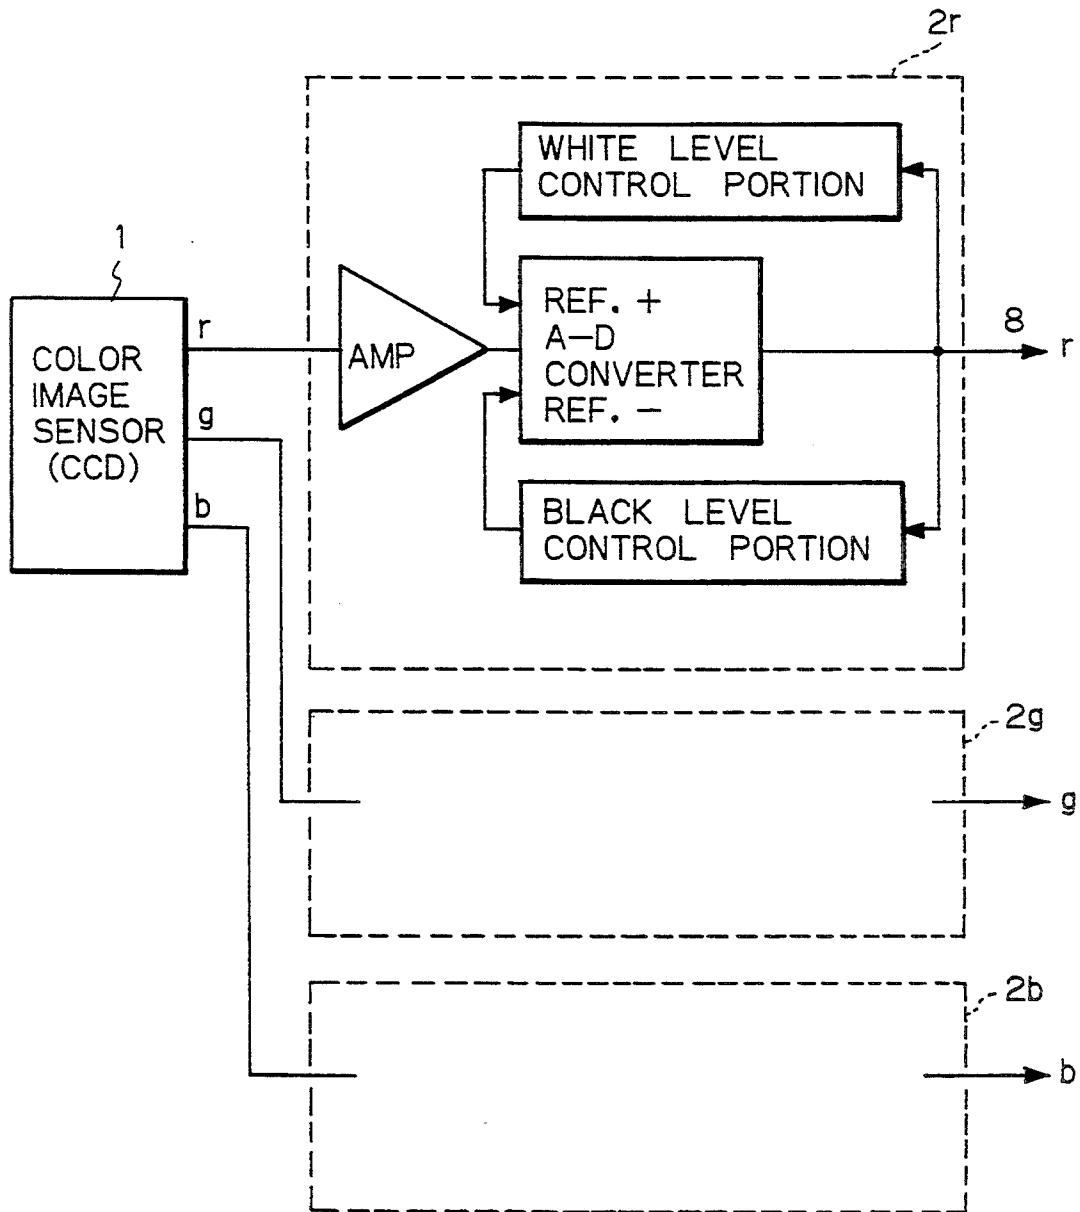 2r
WHITE LEVEL
CONTROL PORTION
1
COLOR
IMAGE
SENSOR
(CCD)
r
g
b
AMP
REF. +
A-D
CONVERTER
REF. -
8
r
BLACK LEVEL
CONTROL PORTION
2g
g
2b
b